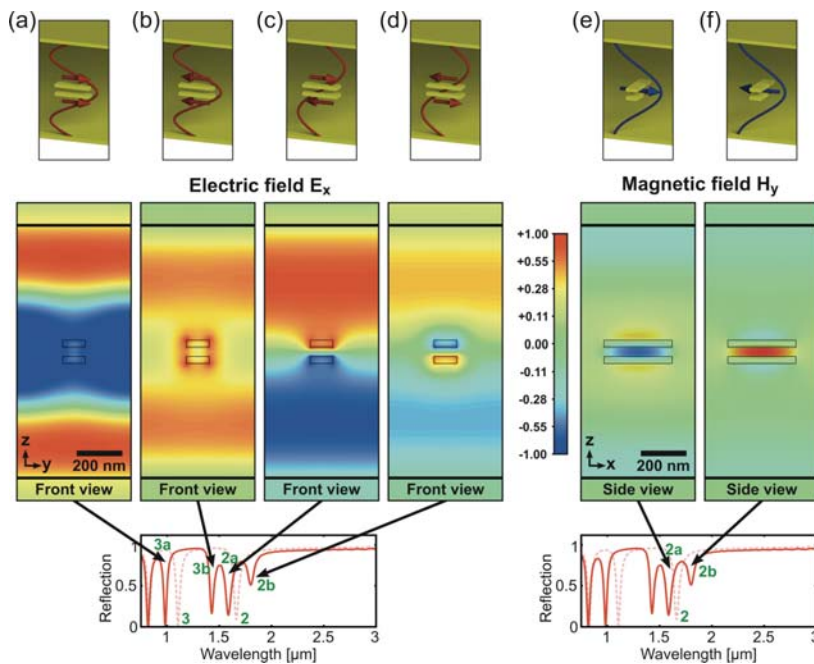 (a) (b) (c) (d) (e) (f)
Electric field Eₓ Magnetic field Hᵧ
+1.00
+0.55
+0.28
+0.11
0.00
-0.11
-0.28
-0.55
-1.00
z y 200 nm z x 200 nm
Front view Front view Front view Front view Side view Side view
3a 3b 2a 2b 3 2
Reflection
1
0.5
0
1 1.5 2 2.5 3
Wavelength [µm]
2a 2b 2
Reflection
1
0.5
0
1 1.5 2 2.5 3
Wavelength [µm]